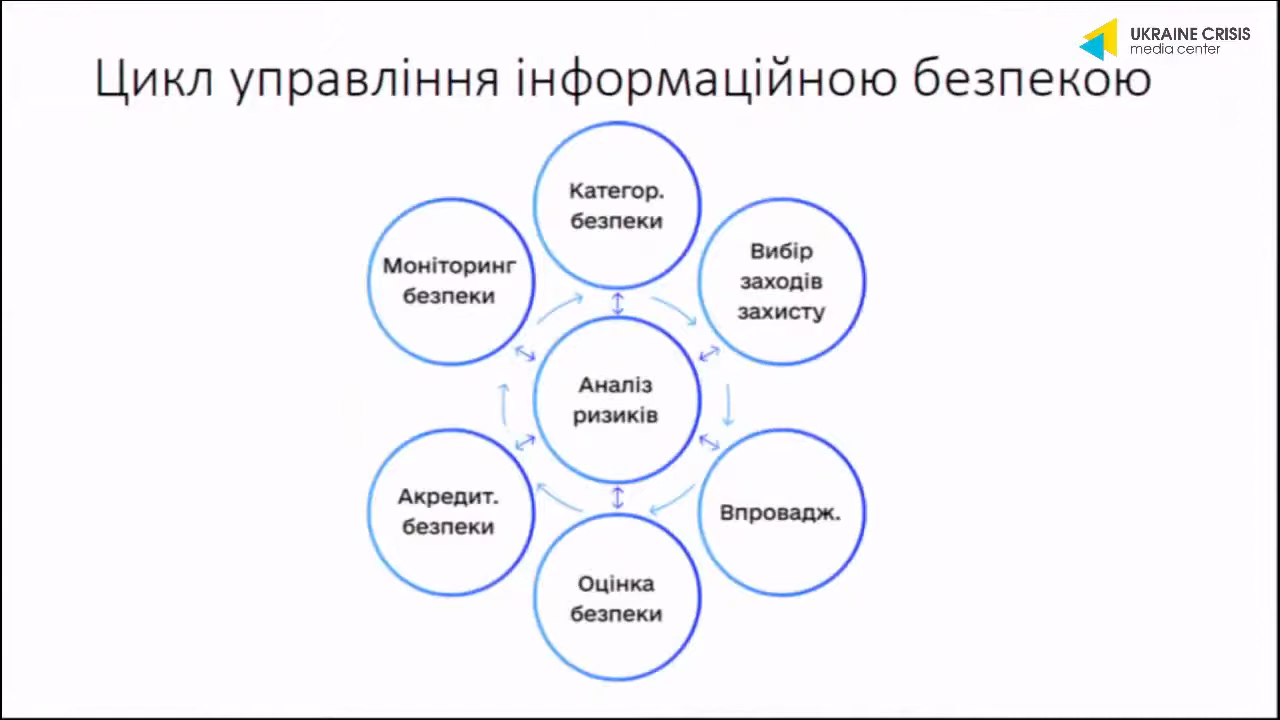 UKRAINE CRISIS
media center
Цикл управління інформаційною безпекою
Категор.
безпеки
Вибір
заходів
захисту
Впровадж.
Оцінка
безпеки
Акредит.
безпеки
Моніторинг
безпеки
Аналіз
ризиків